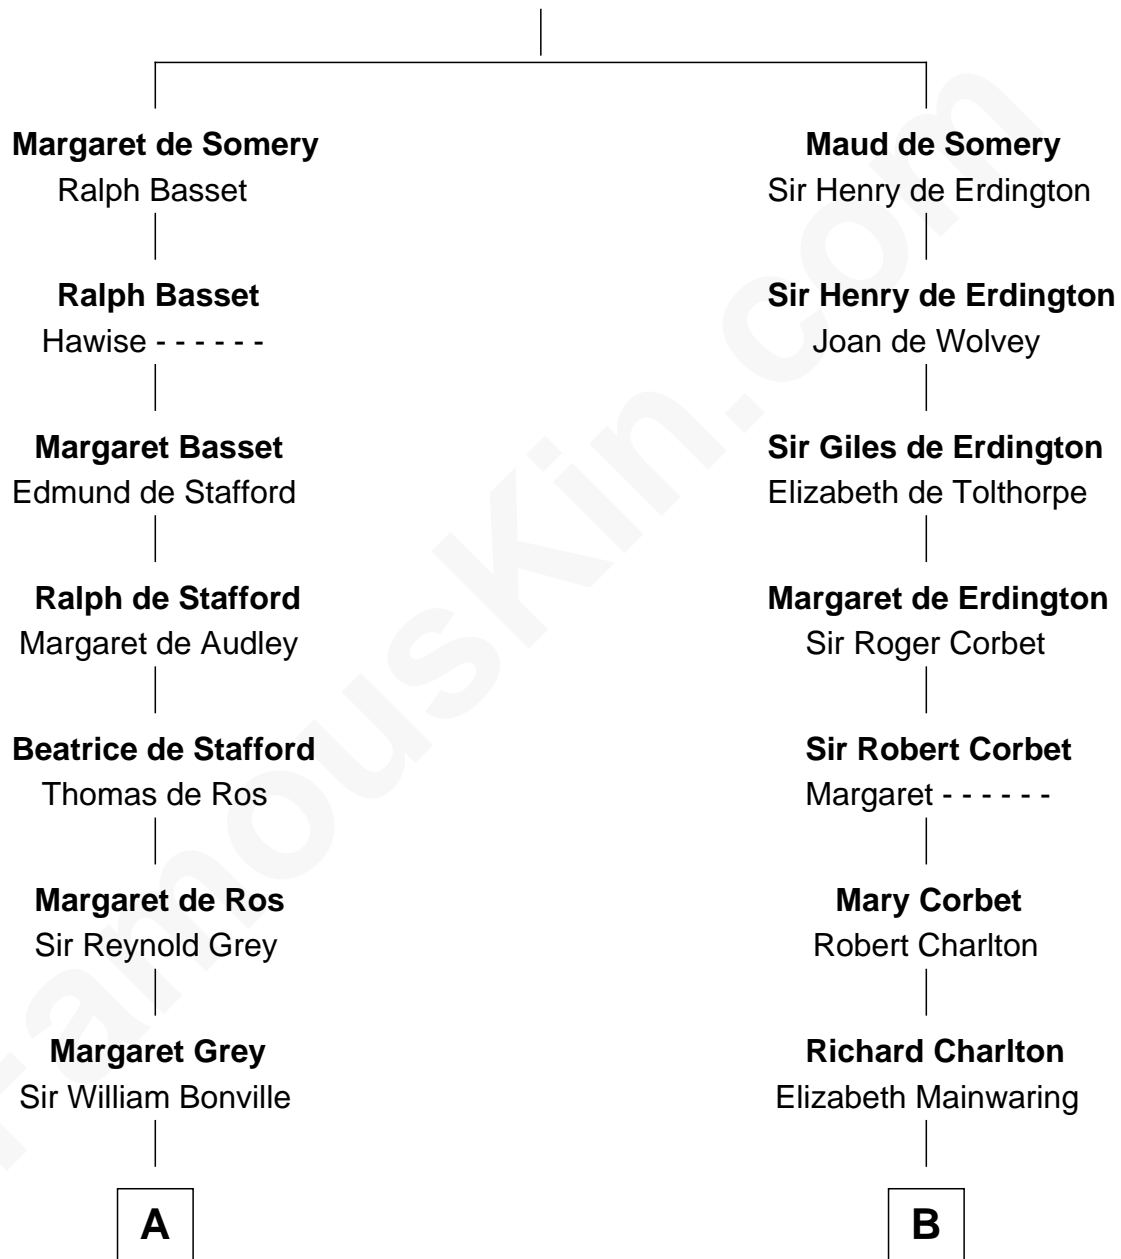 Margaret de Somery
Ralph Basset
Ralph Basset
Hawise - - - - - -
Margaret Basset
Edmund de Stafford
Ralph de Stafford
Margaret de Audley
Beatrice de Stafford
Thomas de Ros
Margaret de Ros
Sir Reynold Grey
Margaret Grey
Sir William Bonville
A
Maud de Somery
Sir Henry de Erdington
Sir Henry de Erdington
Joan de Wolvey
Sir Giles de Erdington
Elizabeth de Tolthorpe
Margaret de Erdington
Sir Roger Corbet
Sir Robert Corbet
Margaret - - - - - -
Mary Corbet
Robert Charlton
Richard Charlton
Elizabeth Mainwaring
B
FamousKin.com